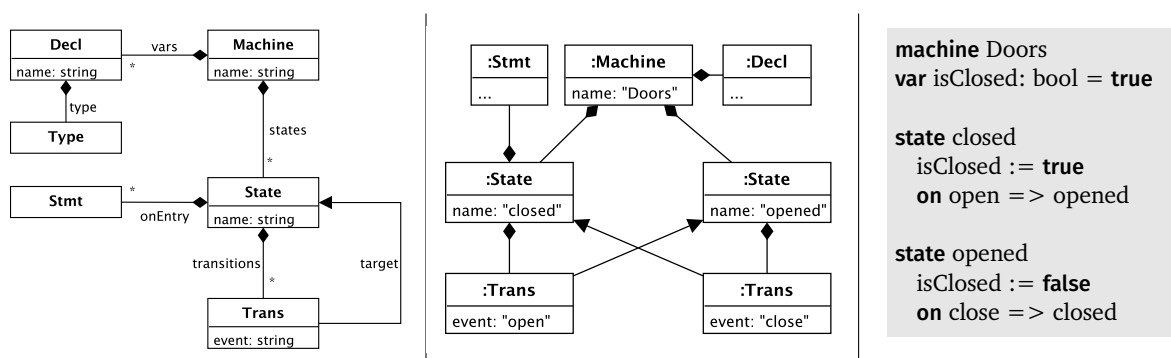 Decl
name: string
vars
*
Machine
name: string
type
Type
states
*
Stmt
*
onEntry
State
name: string
transitions
*
target
Trans
event: string
:Stmt
...
:Machine
name: "Doors"
:Decl
...
:State
name: "closed"
:State
name: "opened"
:Trans
event: "open"
:Trans
event: "close"
machine Doors
var isClosed: bool = true
state closed
isClosed := true
on open => opened
state opened
isClosed := false
on close => closed